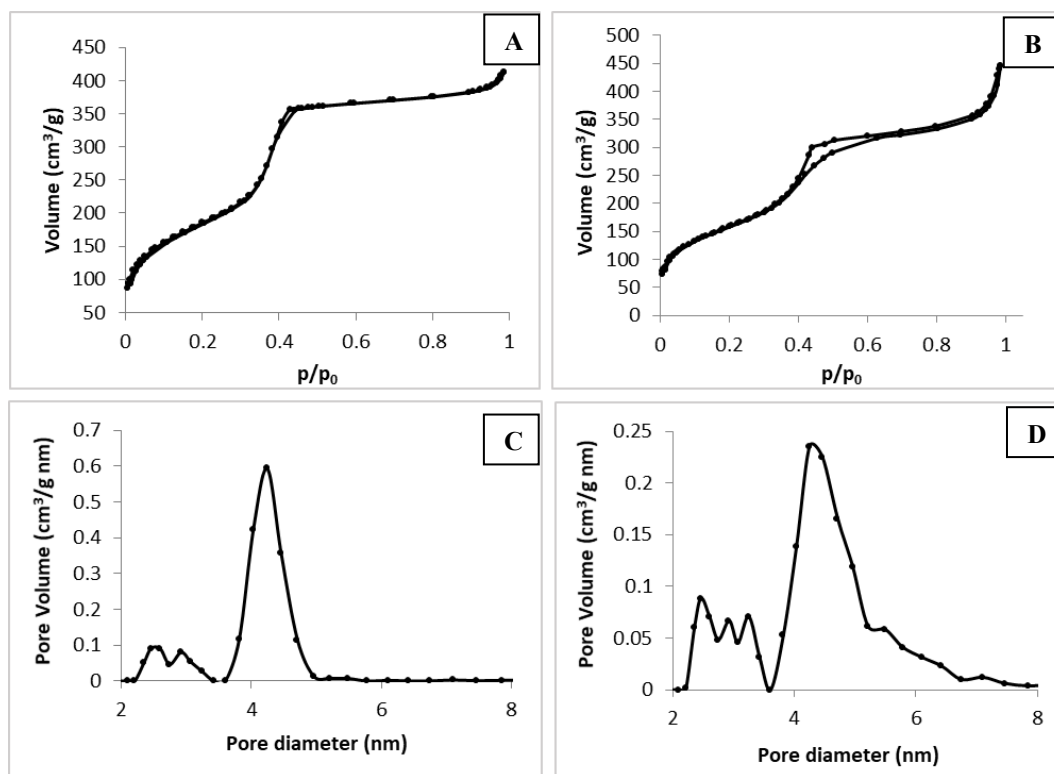 A
450
400
350
300
250
200
150
100
50
Volume (cm³/g)
0 0.2 0.4 0.6 0.8 1
p/p₀
B
500
450
400
350
300
250
200
150
100
50
0
Volume (cm³/g)
0 0.2 0.4 0.6 0.8 1
p/p₀
C
0.7
0.6
0.5
0.4
0.3
0.2
0.1
0
Pore Volume (cm³/g nm)
2 4 6 8
Pore diameter (nm)
D
0.25
0.2
0.15
0.1
0.05
0
Pore Volume (cm³/g nm)
2 4 6 8
Pore diameter (nm)